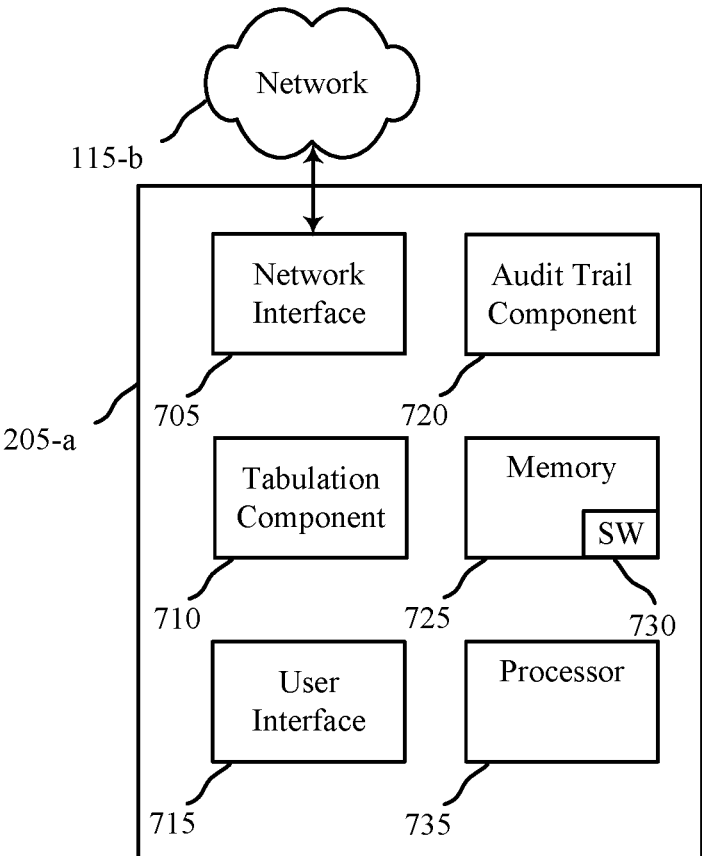 Network
115-b
Network
Interface
Audit Trail
Component
705
720
205-a
Tabulation
Component
Memory
SW
710
725
730
User
Interface
Processor
715
735